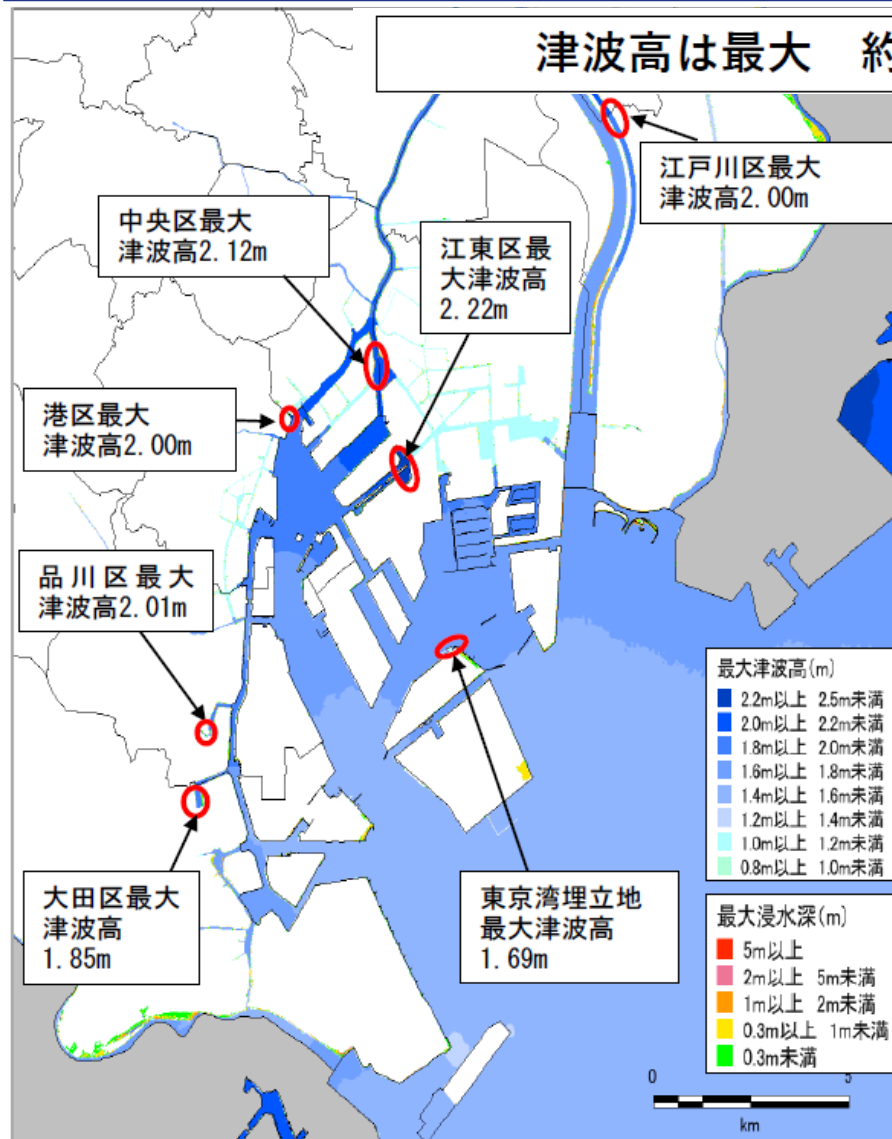 津波高は最大 約
江戸川区最大
津波高2.00m
中央区最大
津波高2.12m
江東区最
大津波高
2.22m
港区最大
津波高2.00m
品川区最大
津波高2.01m
最大津波高(m)
2.2m以上 2.5m未満
2.0m以上 2.2m未満
1.8m以上 2.0m未満
1.6m以上 1.8m未満
1.4m以上 1.6m未満
1.2m以上 1.4m未満
1.0m以上 1.2m未満
0.8m以上 1.0m未満
大田区最大
津波高
1.85m
東京湾埋立地
最大津波高
1.69m
最大浸水深(m)
5m以上
2m以上 5m未満
1m以上 2m未満
0.3m以上 1m未満
0.3m未満
0 5
km